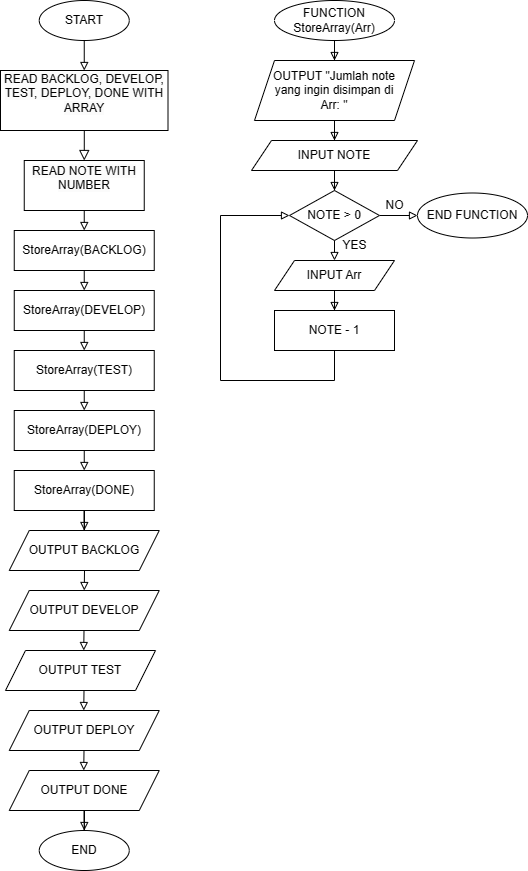 START
READ BACKLOG, DEVELOP,
TEST, DEPLOY, DONE WITH
ARRAY
READ NOTE WITH
NUMBER
StoreArray(BACKLOG)
StoreArray(DEVELOP)
StoreArray(TEST)
StoreArray(DEPLOY)
StoreArray(DONE)
OUTPUT BACKLOG
OUTPUT DEVELOP
OUTPUT TEST
OUTPUT DEPLOY
OUTPUT DONE
END
FUNCTION
StoreArray(Arr)
OUTPUT "Jumlah note
yang ingin disimpan di
Arr: "
INPUT NOTE
NOTE > 0
NO
END FUNCTION
YES
INPUT Arr
NOTE - 1